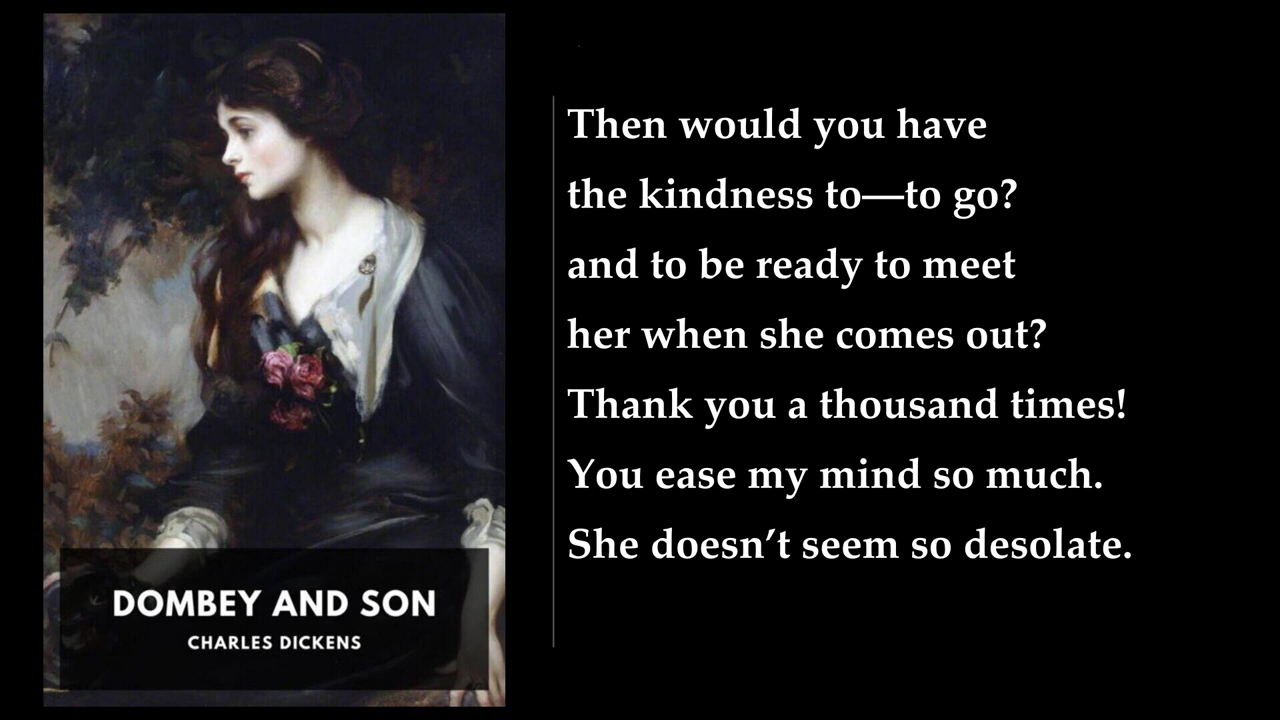 Then would you have
the kindness to—to go?
and to be ready to meet
her when she comes out?
Thank you a thousand times!
You ease my mind so much.
She doesn’t seem so desolate.
DOMBEY AND SON
CHARLES DICKENS